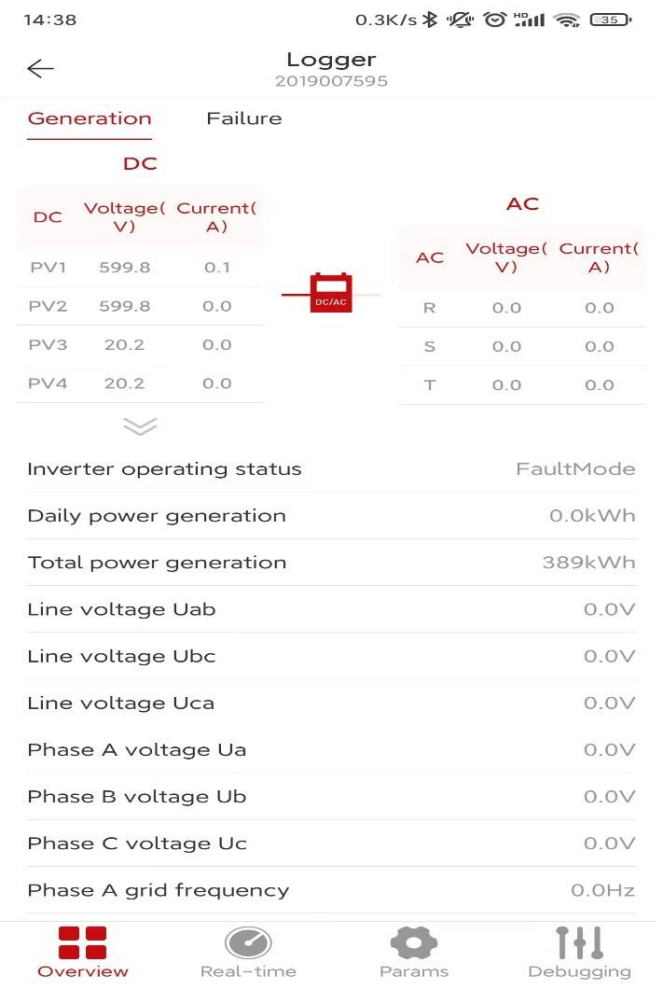 14:38 0.3K/s HD 35
Logger
2019007595
Generation Failure
DC
DC Voltage(V) Current(A)
PV1 599.8 0.1
PV2 599.8 0.0
PV3 20.2 0.0
PV4 20.2 0.0
DC/AC
AC
AC Voltage(V) Current(A)
R 0.0 0.0
S 0.0 0.0
T 0.0 0.0
Inverter operating status FaultMode
Daily power generation 0.0kWh
Total power generation 389kWh
Line voltage Uab 0.0V
Line voltage Ubc 0.0V
Line voltage Uca 0.0V
Phase A voltage Ua 0.0V
Phase B voltage Ub 0.0V
Phase C voltage Uc 0.0V
Phase A grid frequency 0.0Hz
Overview Real-time Params Debugging